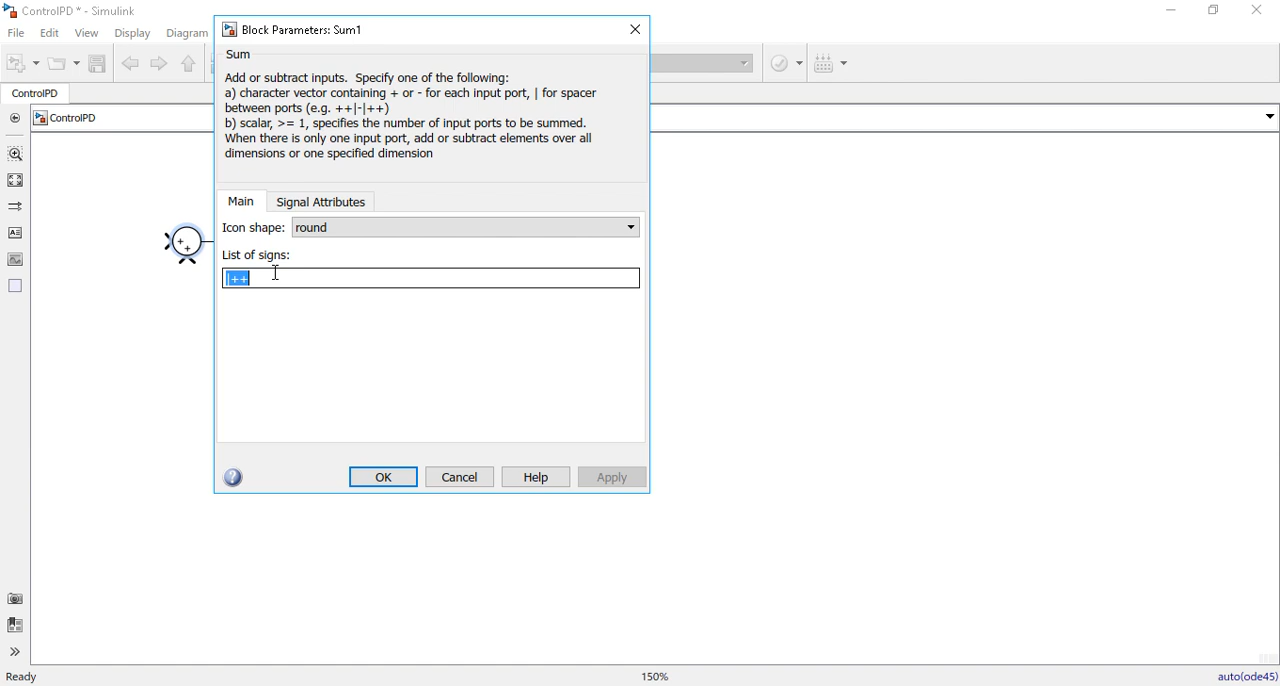 ControlPD * - Simulink
File Edit View Display Diagram
ControlPD
ControlPD
Block Parameters: Sum1
Sum
Add or subtract inputs. Specify one of the following:
a) character vector containing + or - for each input port, | for spacer
between ports (e.g. ++|-|++)
b) scalar, >= 1, specifies the number of input ports to be summed.
When there is only one input port, add or subtract elements over all
dimensions or one specified dimension
Main Signal Attributes
Icon shape: round
List of signs:
|++
OK Cancel Help Apply
Ready 150% auto(ode45)